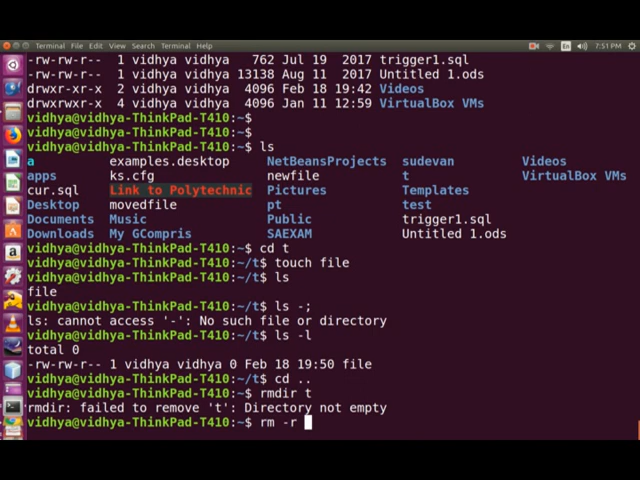 Terminal File Edit View Search Terminal Help En 7:51 PM
-rw-rw-r-- 1 vidhya vidhya 762 Jul 19 2017 trigger1.sql
-rw-rw-r-- 1 vidhya vidhya 13138 Aug 11 2017 Untitled 1.ods
drwxr-xr-x 2 vidhya vidhya 4096 Feb 18 19:42 Videos
drwxrwxr-x 4 vidhya vidhya 4096 Jan 11 12:59 VirtualBox VMs
vidhya@vidhya-ThinkPad-T410:~$
vidhya@vidhya-ThinkPad-T410:~$
vidhya@vidhya-ThinkPad-T410:~$ ls
a examples.desktop NetBeansProjects sudevan Videos
apps ks.cfg newfile t VirtualBox VMs
cur.sql Link to Polytechnic Pictures Templates
Desktop movedfile pt test
Documents Music Public trigger1.sql
Downloads My GCompris SAEXAM Untitled 1.ods
vidhya@vidhya-ThinkPad-T410:~$ cd t
vidhya@vidhya-ThinkPad-T410:~/t$ touch file
vidhya@vidhya-ThinkPad-T410:~/t$ ls
file
vidhya@vidhya-ThinkPad-T410:~/t$ ls -;
ls: cannot access '-': No such file or directory
vidhya@vidhya-ThinkPad-T410:~/t$ ls -l
total 0
-rw-rw-r-- 1 vidhya vidhya 0 Feb 18 19:50 file
vidhya@vidhya-ThinkPad-T410:~/t$ cd ..
vidhya@vidhya-ThinkPad-T410:~$ rmdir t
rmdir: failed to remove 't': Directory not empty
vidhya@vidhya-ThinkPad-T410:~$ rm -r